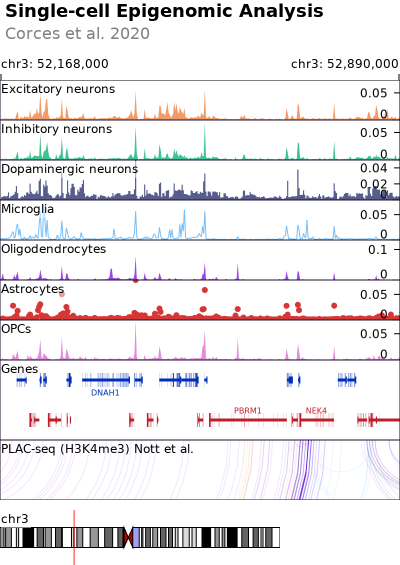 Single-cell Epigenomic Analysis
Corces et al. 2020
chr3: 52,168,000 chr3: 52,890,000
Excitatory neurons 0.05
0
Inhibitory neurons 0.05
0
Dopaminergic neurons 0.04
0.02
0
Microglia 0.05
0
Oligodendrocytes 0.1
0
Astrocytes 0.05
0
OPCs 0.05
0
Genes
DNAH1
PBRM1 NEK4
PLAC-seq (H3K4me3) Nott et al.
chr3